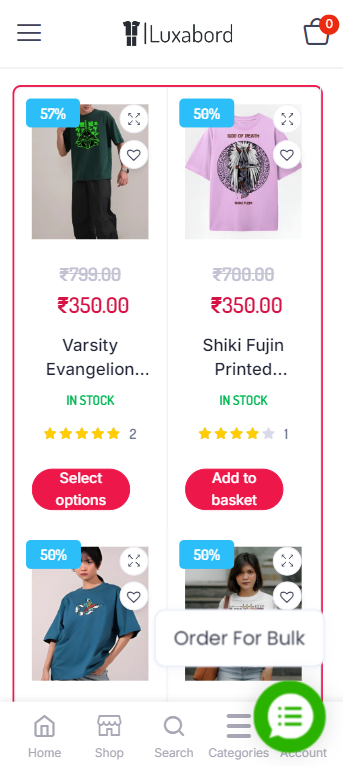 |Luxabord
0
57%
50%
GOD OF DEATH
SHIKI FUJIN
₹799.00
₹350.00
Varsity
Evangelion...
IN STOCK
2
Select
options
₹700.00
₹350.00
Shiki Fujin
Printed...
IN STOCK
1
Add to
basket
50%
50%
Order For Bulk
Home
Shop
Search
Categories
Account